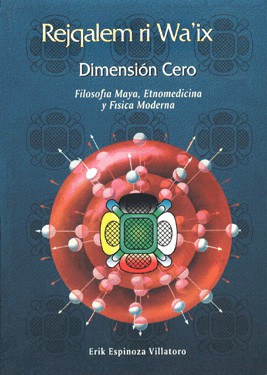 Rejqalem ri Wa'ix
Dimensión Cero
Filosofía Maya, Etnomedicina
y Física Moderna
Erik Espinoza Villatoro